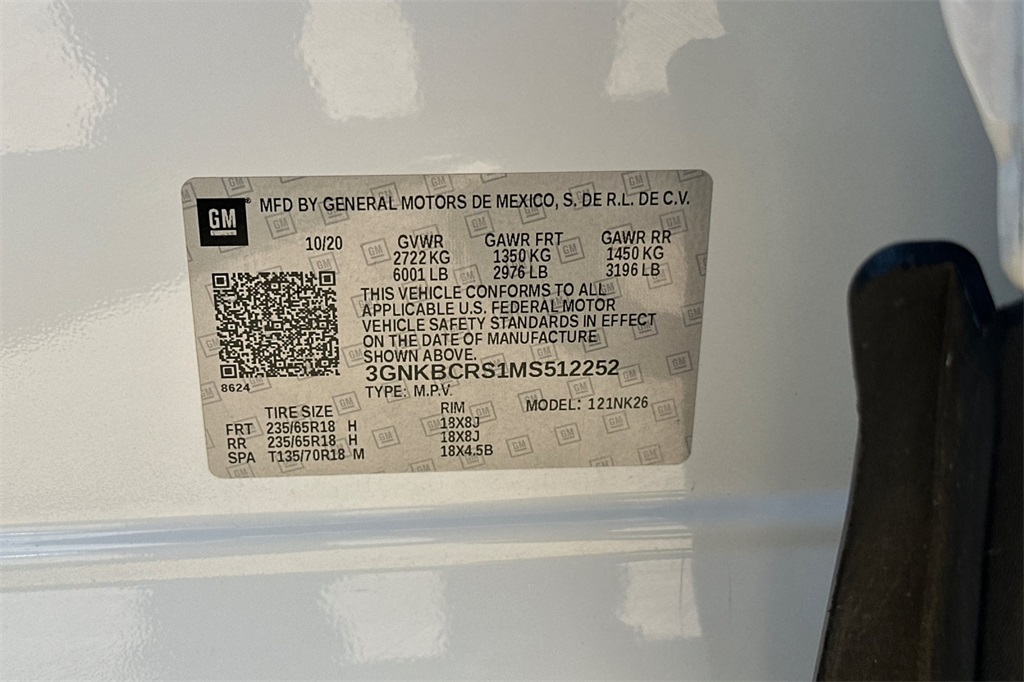 GM® MFD BY GENERAL MOTORS DE MEXICO, S. DE R.L. DE C.V.
10/20 GVWR GAWR FRT GAWR RR
2722 KG 1350 KG 1450 KG
6001 LB 2976 LB 3196 LB
THIS VEHICLE CONFORMS TO ALL
APPLICABLE U.S. FEDERAL MOTOR
VEHICLE SAFETY STANDARDS IN EFFECT
ON THE DATE OF MANUFACTURE
SHOWN ABOVE.
8624 3GNKBCRS1MS512252
TYPE: M.P.V. MODEL: 121NK26
TIRE SIZE RIM
FRT 235/65R18 H 18X8J
RR 235/65R18 H 18X8J
SPA T135/70R18 M 18X4.5B